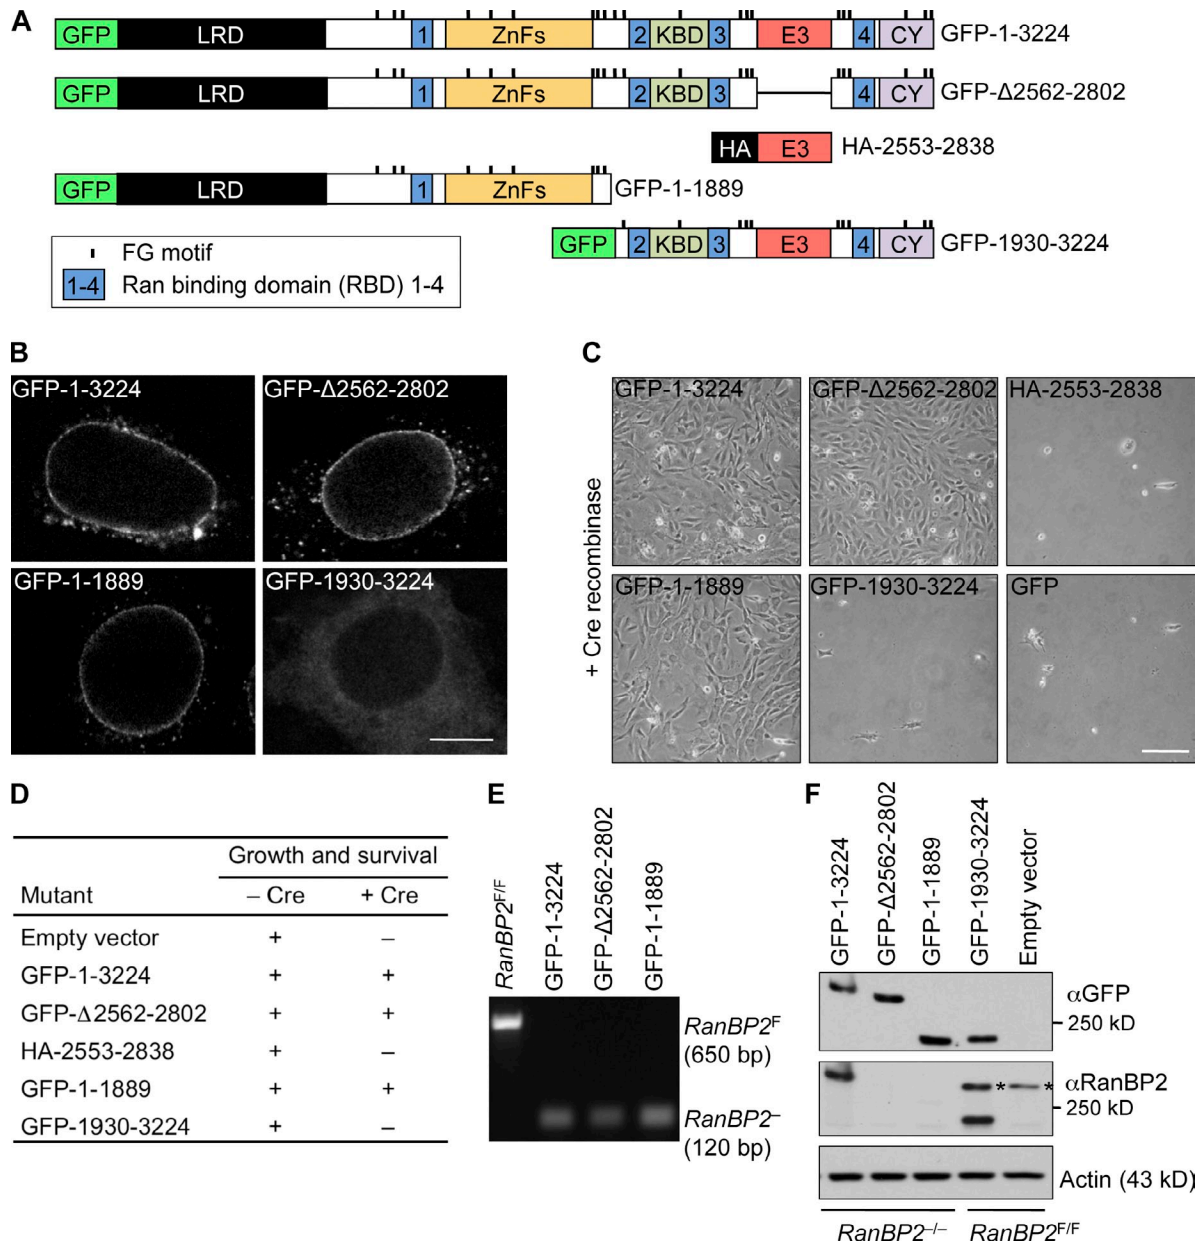 A
GFP LRD 1 ZnFs 2 KBD 3 E3 4 CY GFP-1-3224
GFP LRD 1 ZnFs 2 KBD 3 4 CY GFP-Δ2562-2802
HA E3 HA-2553-2838
GFP LRD 1 ZnFs GFP-1-1889
GFP 2 KBD 3 E3 4 CY GFP-1930-3224
FG motif
1-4 Ran binding domain (RBD) 1-4
B
GFP-1-3224 GFP-Δ2562-2802
GFP-1-1889 GFP-1930-3224
C
+ Cre recombinase
GFP-1-3224 GFP-Δ2562-2802 HA-2553-2838
GFP-1-1889 GFP-1930-3224 GFP
D
Growth and survival
Mutant – Cre + Cre
Empty vector + –
GFP-1-3224 + +
GFP-Δ2562-2802 + +
HA-2553-2838 + –
GFP-1-1889 + +
GFP-1930-3224 + –
E
RanBP2F/F
GFP-1-3224
GFP-Δ2562-2802
GFP-1-1889
RanBP2F
(650 bp)
RanBP2–
(120 bp)
F
GFP-1-3224
GFP-Δ2562-2802
GFP-1-1889
GFP-1930-3224
Empty vector
αGFP
250 kD
* * αRanBP2
250 kD
Actin (43 kD)
RanBP2–/– RanBP2F/F